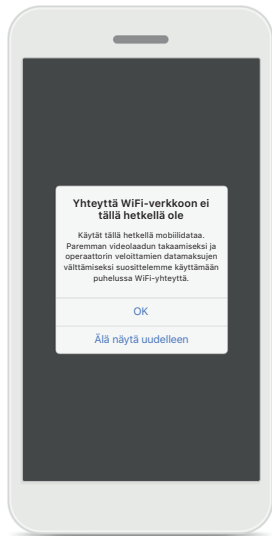 Yhteyttä WiFi-verkkoon ei
tällä hetkellä ole
Käytät tällä hetkellä mobiilidataa.
Paremman videolaadun takaamiseksi ja
operaattorin veloittamien datamaksujen
välttämiseksi suosittelemme käyttämään
puhelussa WiFi-yhteyttä.
OK
Älä näytä uudelleen